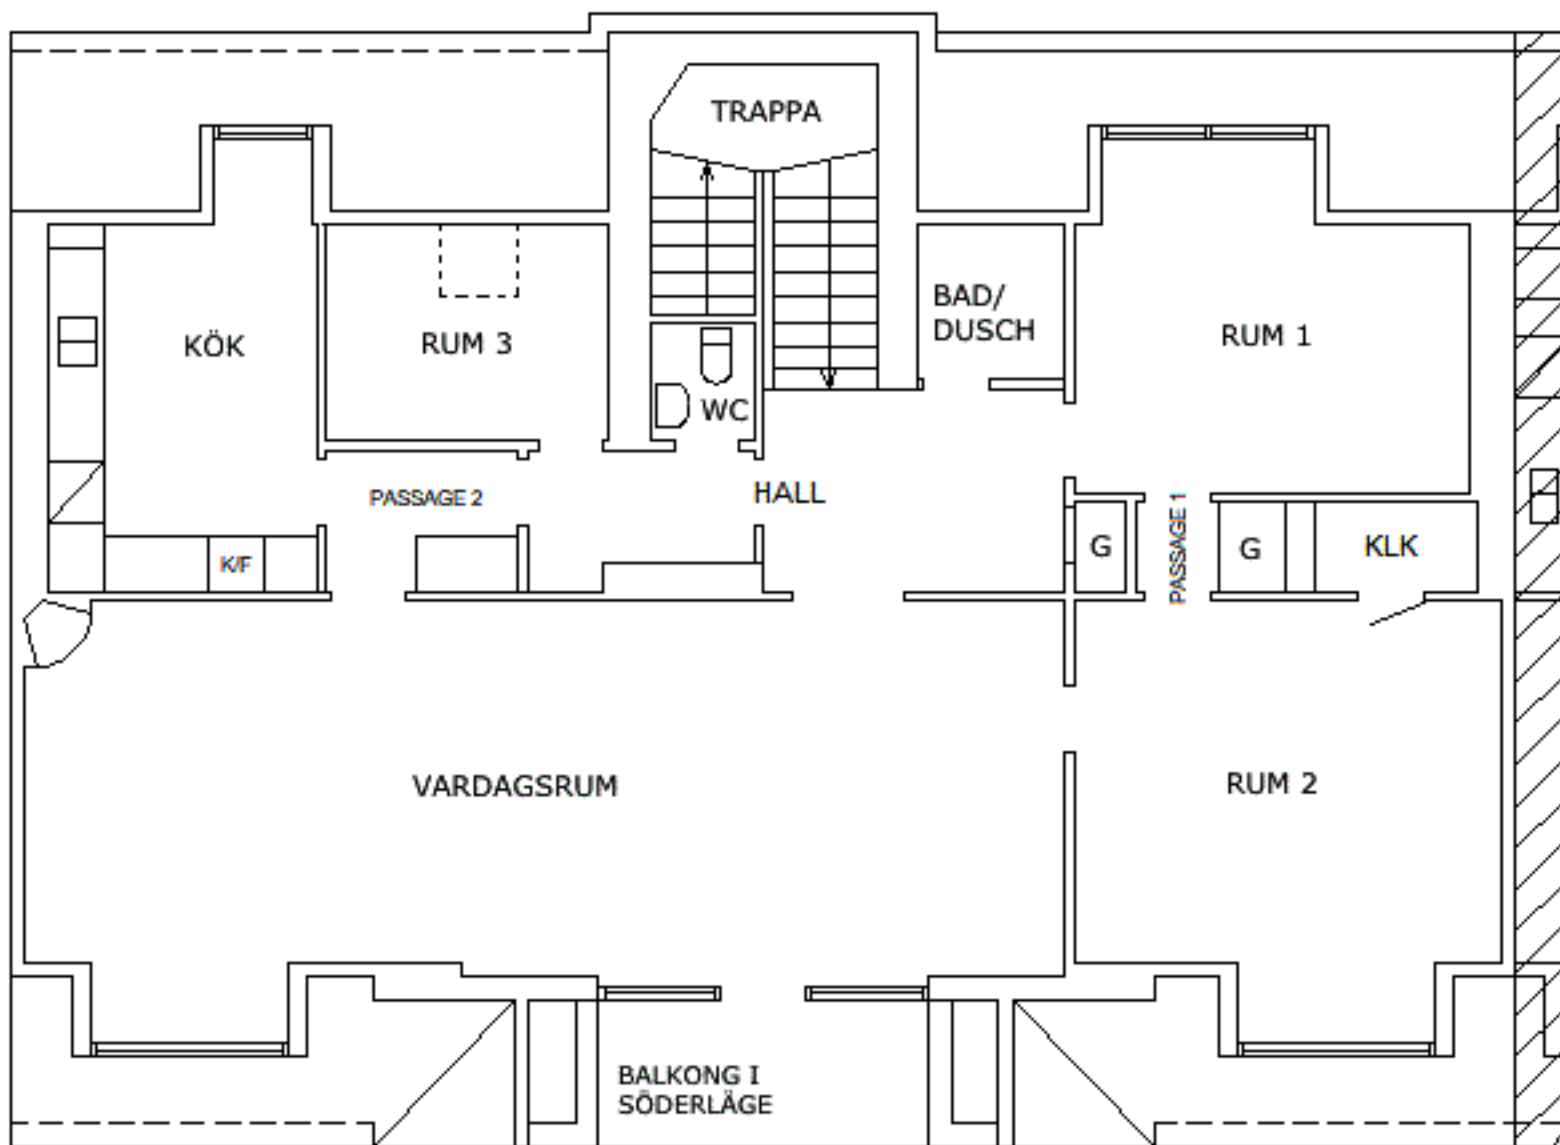 TRAPPA
BAD/
DUSCH
RUM 1
KÖK
RUM 3
WC
PASSAGE 2
HALL
PASSAGE 1
G
G
KLK
K/F
VARDAGSRUM
RUM 2
BALKONG I
SÖDERLÄGE